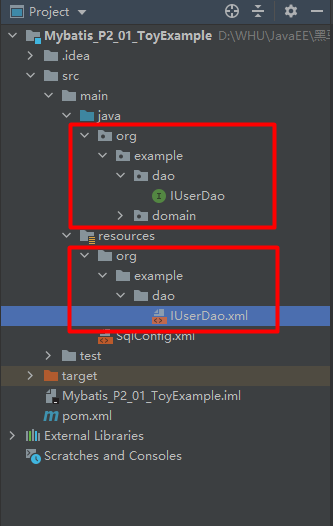 Project
Mybatis_P2_01_ToyExample D:\WHU\JavaEE\黑
.idea
src
main
java
org
example
dao
IUserDao
domain
resources
org
example
dao
IUserDao.xml
SqlConfig.xml
test
target
Mybatis_P2_01_ToyExample.iml
pom.xml
External Libraries
Scratches and Consoles